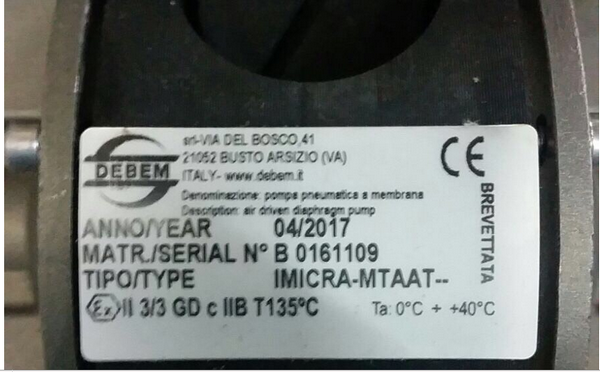 srl-VIA DEL BOSCO,41
21052 BUSTO ARSIZIO (VA)
ITALY- www.debem.it
DEBEM
CE
Denominazione: pompa pneumatica a membrana
Description: air driven diaphragm pump
ANNO/YEAR 04/2017
MATR./SERIAL N° B 0161109
TIPO/TYPE IMICRA-MTAAT--
Ex II 3/3 GD c IIB T135ºC Ta: 0°C + +40°C
BREVETTATA